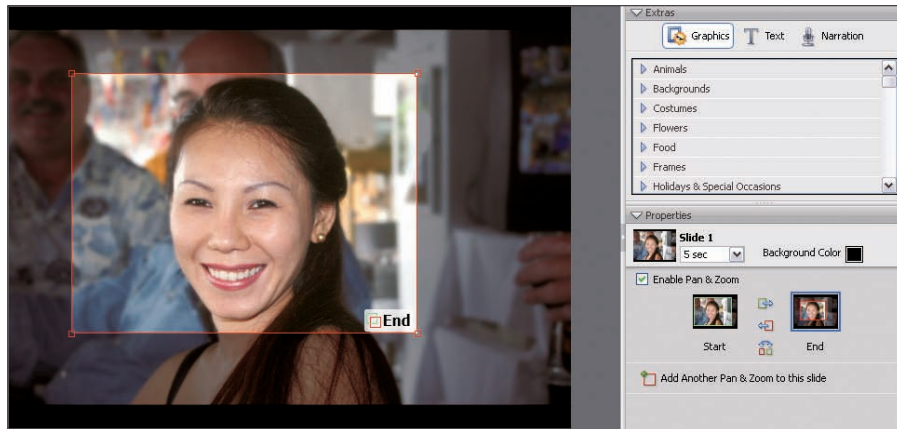 End
Extras
Graphics Text Narration
Animals
Backgrounds
Costumes
Flowers
Food
Frames
Holidays & Special Occasions
Properties
Slide 1
5 sec Background Color
Enable Pan & Zoom
Start End
Add Another Pan & Zoom to this slide